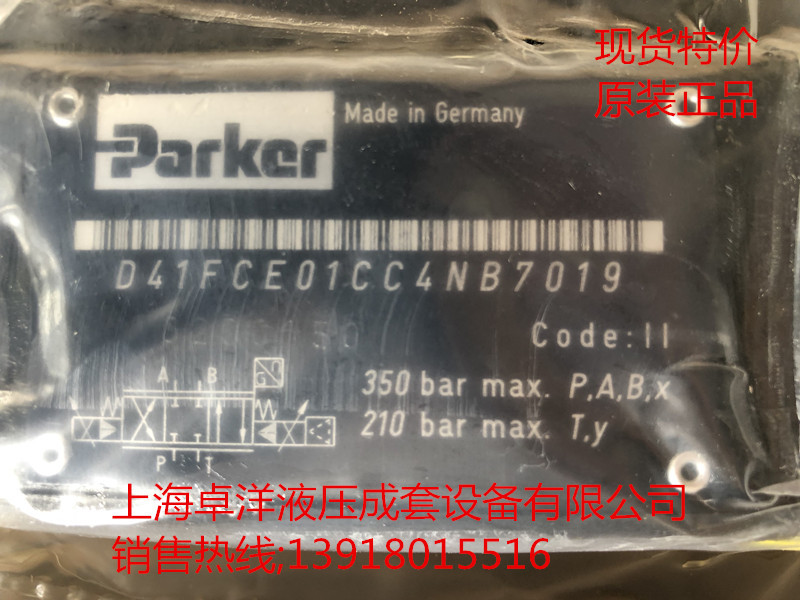 现货特价
原装正品
Made in Germany
Parker
D41FCE01CC4NB7019
Code:II
A B
G
350 bar max. P,A,B,x
210 bar max. T,y
P T
上海卓洋液压成套设备有限公司
销售热线;13918015516